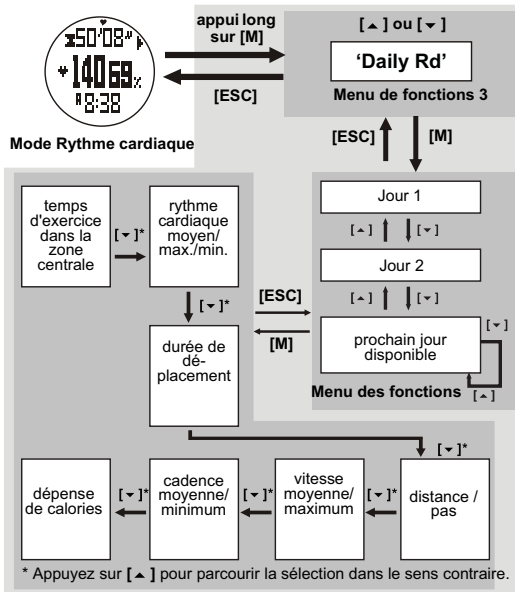 50'08"
140 69%
A 8:38
Mode Rythme cardiaque
appui long
sur [M]
[ESC]
[▲] ou [▼]
'Daily Rd'
Menu de fonctions 3
[ESC]
[M]
Jour 1
[▲]
[▼]
Jour 2
[▲]
[▼]
prochain jour
disponible
[▼]
[▲]
Menu des fonctions
[ESC]
[M]
temps
d'exercice
dans la
zone
centrale
[▼]*
rythme
cardiaque
moyen/
max./min.
[▼]*
durée de
dé-
placement
[▼]*
distance /
pas
[▼]*
vitesse
moyenne/
maximum
[▼]*
cadence
moyenne/
minimum
[▼]*
dépense
de calories
* Appuyez sur [▲] pour parcourir la sélection dans le sens contraire.